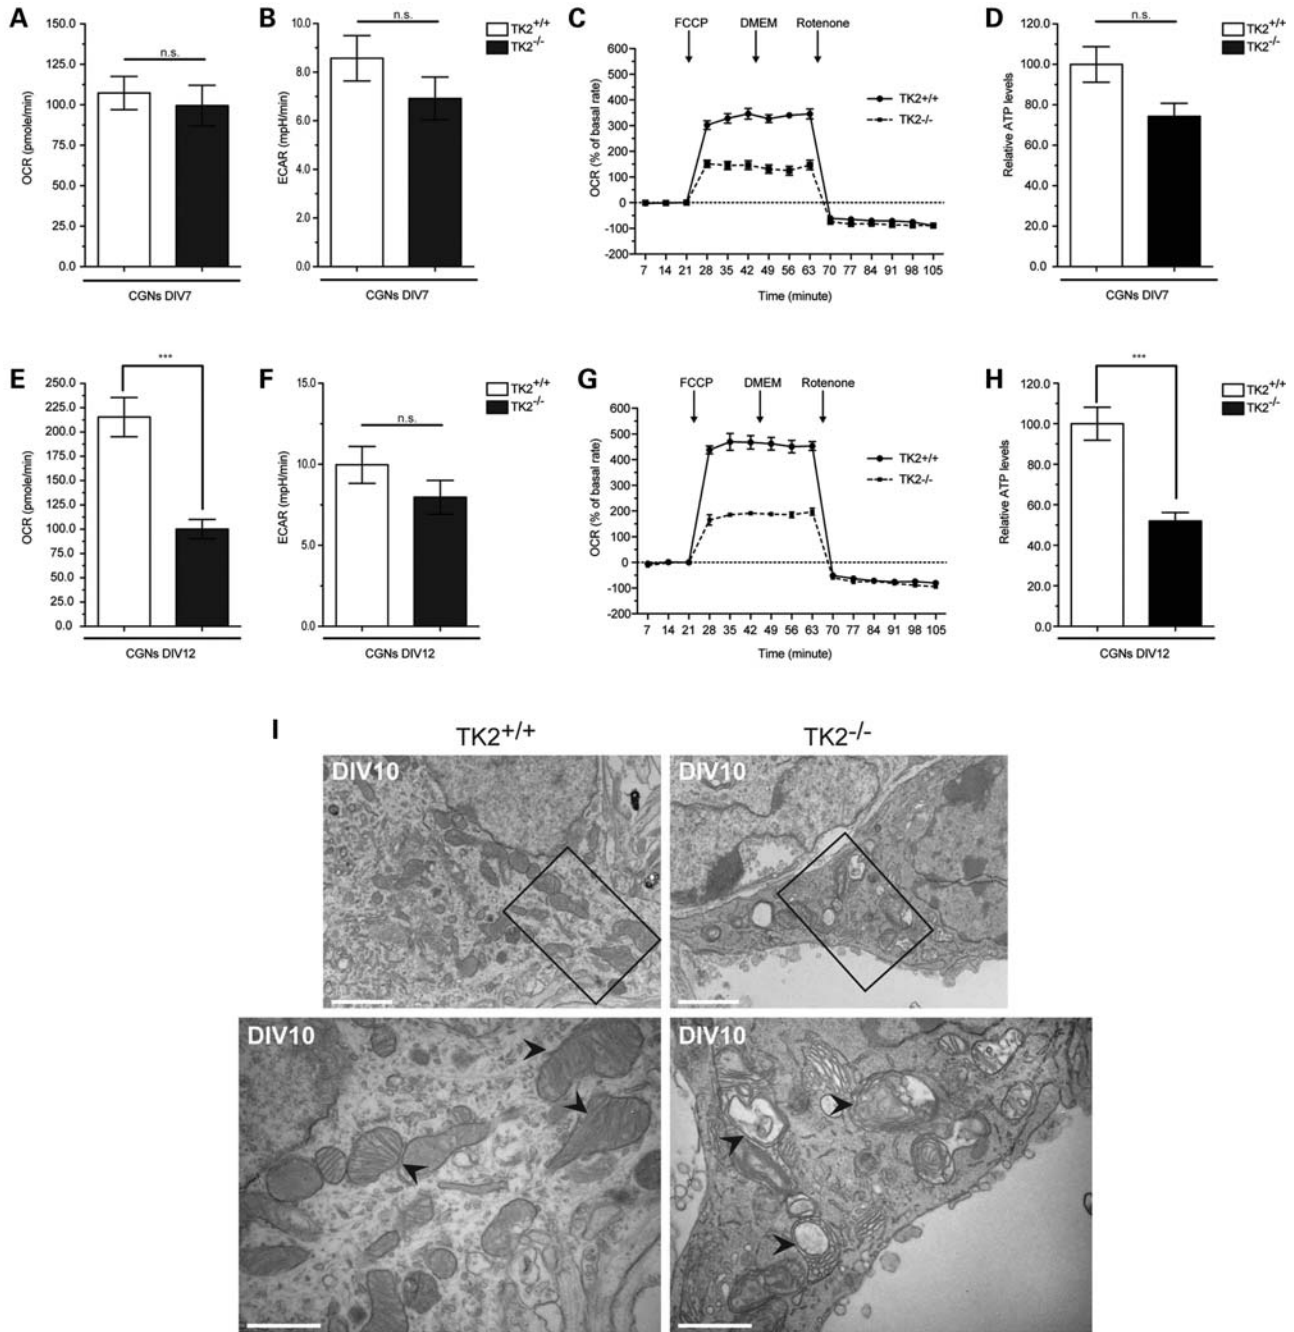 A
n.s.
OCR (pmole/min)
150.0
125.0
100.0
75.0
50.0
25.0
0.0
CGNs DIV7
B
n.s.
TK2+/+
TK2-/-
ECAR (mpH/min)
10.0
8.0
6.0
4.0
2.0
0.0
CGNs DIV7
C
FCCP DMEM Rotenone
OCR (% of basal rate)
600
500
400
300
200
100
0
-100
-200
TK2+/+
TK2-/-
7 14 21 28 35 42 49 56 63 70 77 84 91 98 105
Time (minute)
D
n.s.
TK2+/+
TK2-/-
Relative ATP levels
120.0
100.0
80.0
60.0
40.0
20.0
0.0
CGNs DIV7
E
***
OCR (pmole/min)
250.0
225.0
200.0
175.0
150.0
125.0
100.0
75.0
50.0
25.0
0.0
CGNs DIV12
F
n.s.
TK2+/+
TK2-/-
ECAR (mpH/min)
15.0
10.0
5.0
0.0
CGNs DIV12
G
FCCP DMEM Rotenone
OCR (% of basal rate)
600
500
400
300
200
100
0
-100
-200
TK2+/+
TK2-/-
7 14 21 28 35 42 49 56 63 70 77 84 91 98 105
Time (minute)
H
***
TK2+/+
TK2-/-
Relative ATP levels
120.0
100.0
80.0
60.0
40.0
20.0
0.0
CGNs DIV12
I
TK2+/+
TK2-/-
DIV10
DIV10
DIV10
DIV10